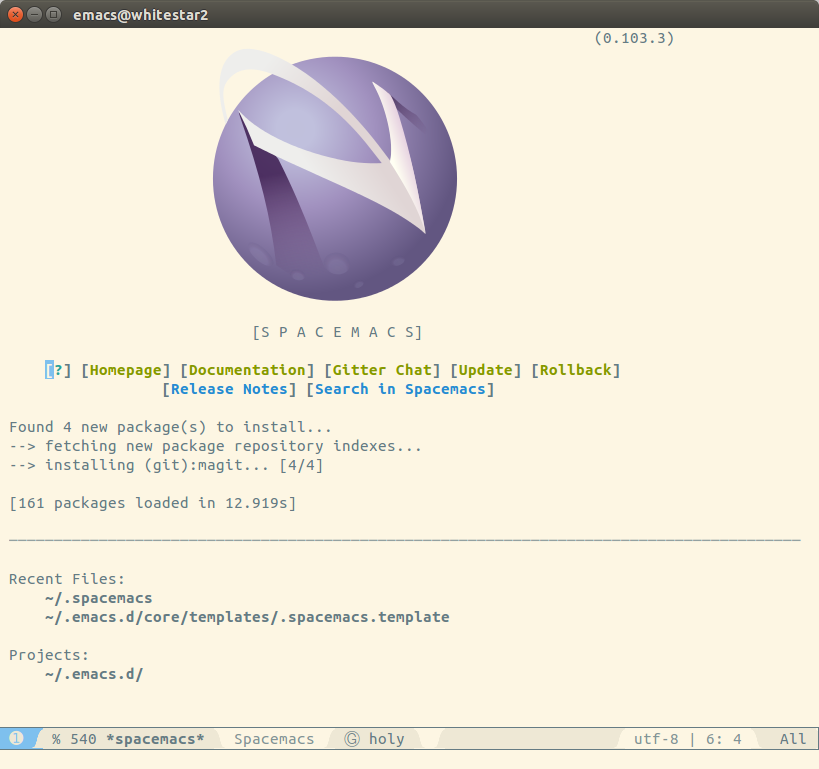 emacs@whitestar2
(0.103.3)
[S P A C E M A C S]
[?] [Homepage] [Documentation] [Gitter Chat] [Update] [Rollback]
[Release Notes] [Search in Spacemacs]
Found 4 new package(s) to install...
--> fetching new package repository indexes...
--> installing (git):magit... [4/4]
[161 packages loaded in 12.919s]
Recent Files:
~/.spacemacs
~/.emacs.d/core/templates/.spacemacs.template
Projects:
~/.emacs.d/
➊ % 540 *spacemacs* Spacemacs Ⓖ holy utf-8 | 6: 4 All